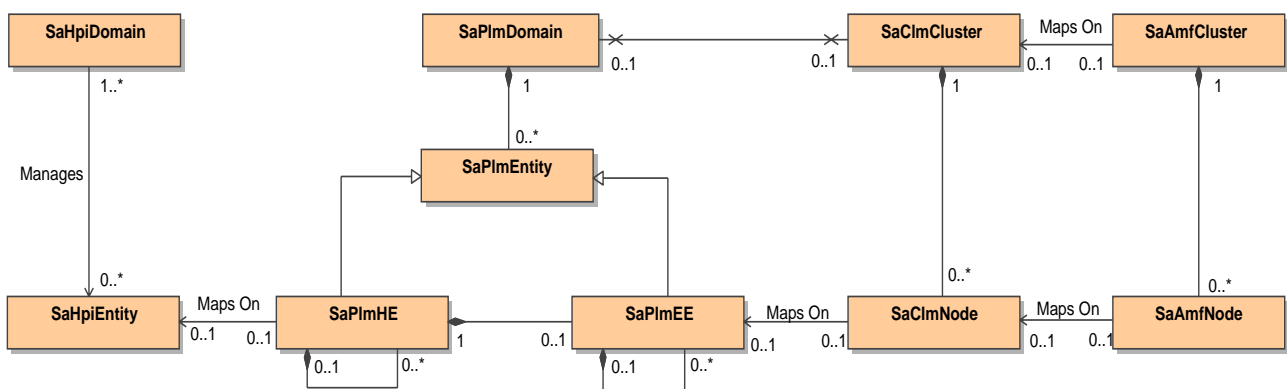 SaHpiDomain
SaPlmDomain
SaClmCluster
SaAmfCluster
Maps On
0..1
0..1
0..1
0..1
1..*
1
1
1
Manages
0..*
SaPlmEntity
0..*
0..*
0..*
SaHpiEntity
Maps On
SaPlmHE
SaPlmEE
Maps On
SaClmNode
Maps On
SaAmfNode
0..1
0..1
1
0..1
0..1
0..1
0..1
0..1
0..1
0..*
0..1
0..*